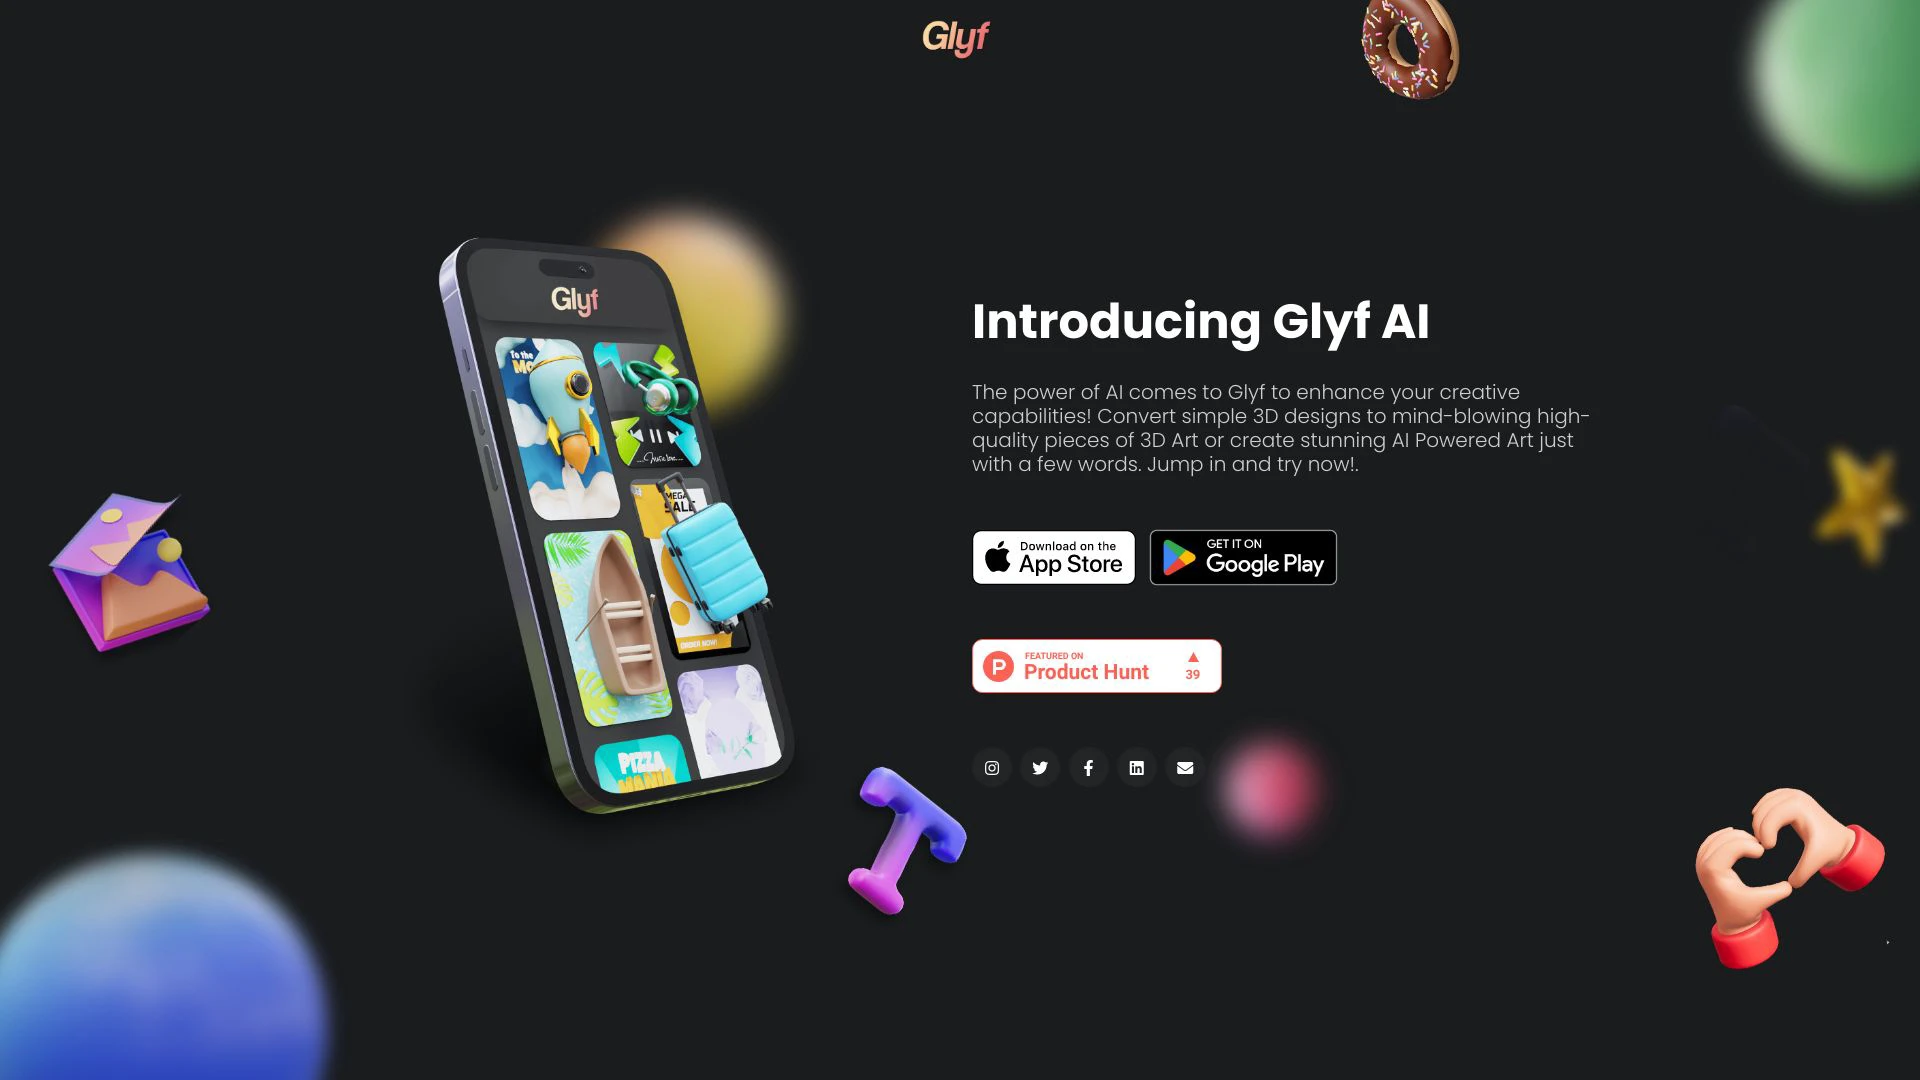 Glyf
Glyf
To the
Mo
MEGA
SALE
ORDER NOW!
PIZZA
MANIA
Introducing Glyf AI
The power of AI comes to Glyf to enhance your creative
capabilities! Convert simple 3D designs to mind-blowing high-
quality pieces of 3D Art or create stunning AI Powered Art just
with a few words. Jump in and try now!.
Download on the
App Store
GET IT ON
Google Play
FEATURED ON
Product Hunt
39